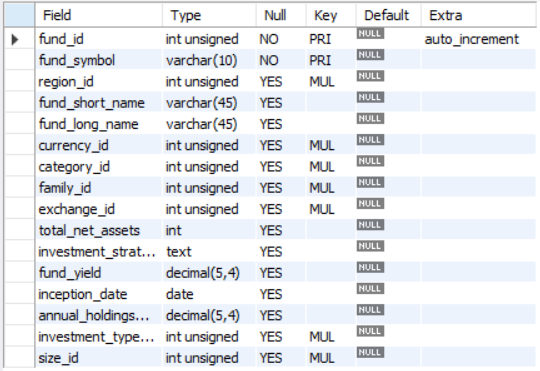 Field Type Null Key Default Extra
fund_id int unsigned NO PRI NULL auto_increment
fund_symbol varchar(10) NO PRI NULL
region_id int unsigned YES MUL NULL
fund_short_name varchar(45) YES NULL
fund_long_name varchar(45) YES NULL
currency_id int unsigned YES MUL NULL
category_id int unsigned YES MUL NULL
family_id int unsigned YES MUL NULL
exchange_id int unsigned YES MUL NULL
total_net_assets int YES NULL
investment_strat... text YES NULL
fund_yield decimal(5,4) YES NULL
inception_date date YES NULL
annual_holdings... decimal(5,4) YES NULL
investment_type... int unsigned YES MUL NULL
size_id int unsigned YES MUL NULL